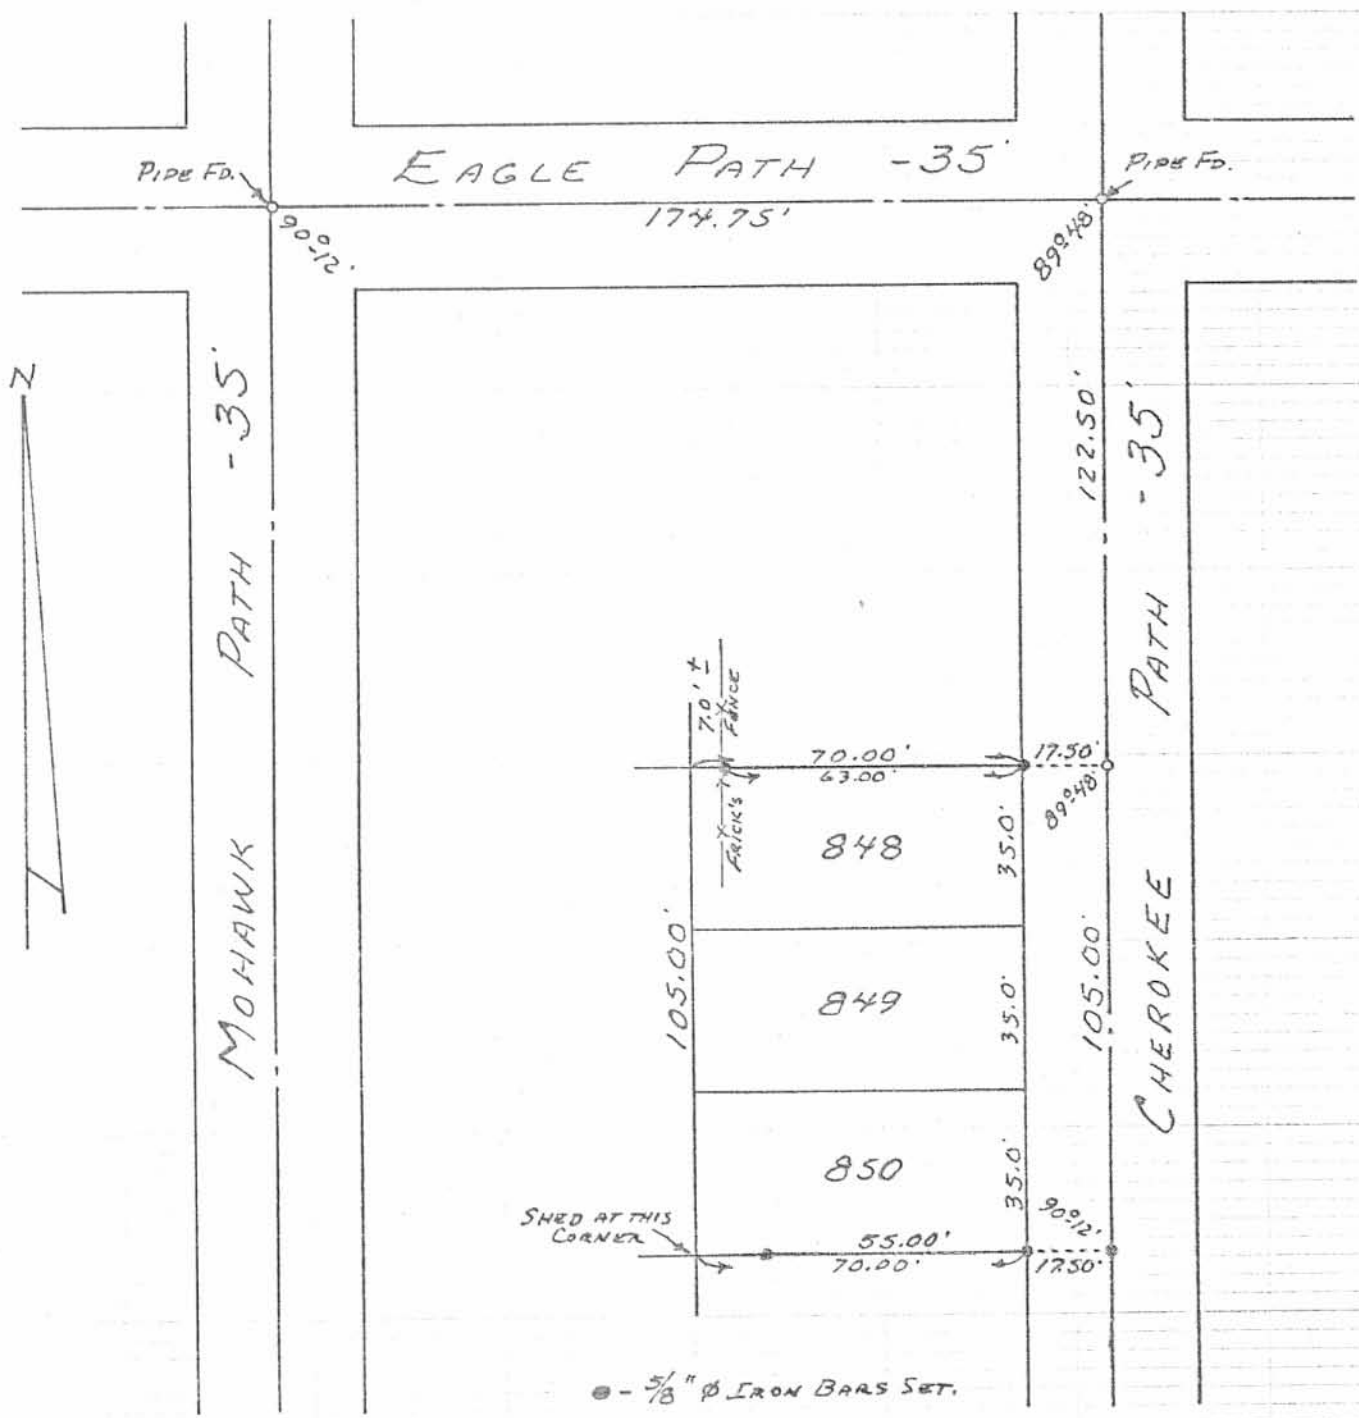 EAGLE PATH -35'
PIPE FD.
PIPE FD.
174.75'
90°-12'
89°48'
N
MOHAWK PATH -35'
122.50'
CHEROKEE PATH -35'
7.0' ±
FRICK'S FENCE
70.00'
63.00'
17.50'
89°48'
848
35.0'
105.00'
849
35.0'
105.00'
850
35.0'
SHED AT THIS
CORNER
55.00'
70.00'
90°12'
17.50'
- 5/8" Ø IRON BARS SET.